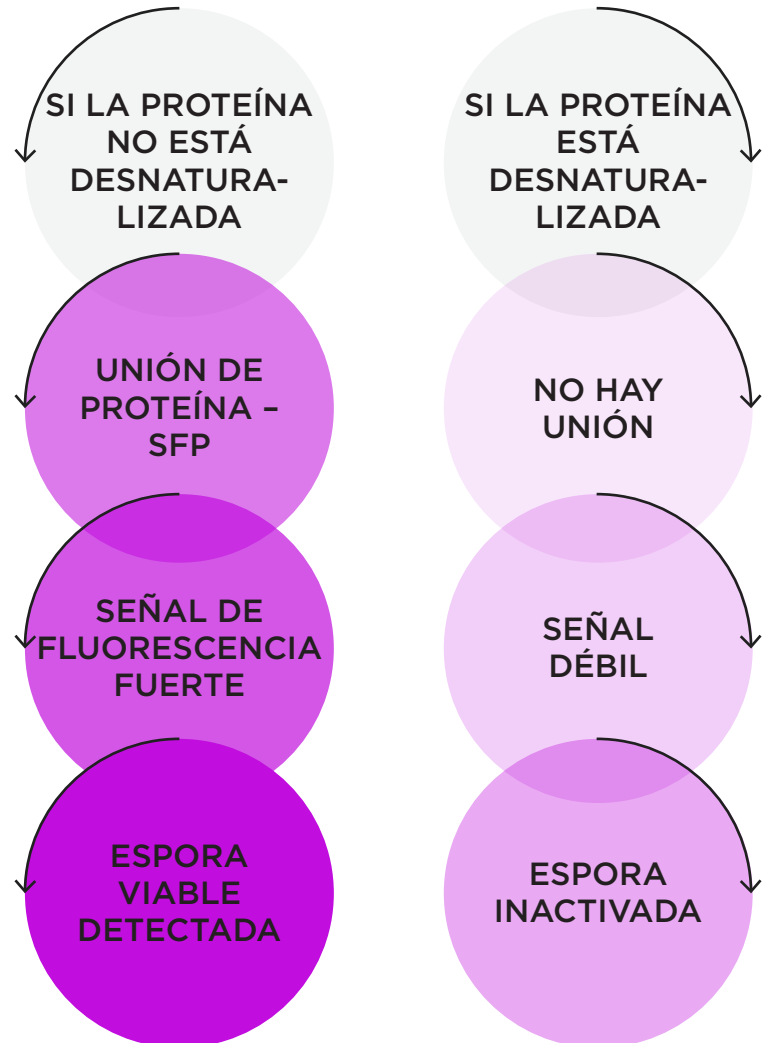 SI LA PROTEÍNA
NO ESTÁ
DESNATURA-
LIZADA
UNIÓN DE
PROTEÍNA –
SFP
SEÑAL DE
FLUORESCENCIA
FUERTE
ESPORA
VIABLE
DETECTADA
SI LA PROTEÍNA
ESTÁ
DESNATURA-
LIZADA
NO HAY
UNIÓN
SEÑAL
DÉBIL
ESPORA
INACTIVADA